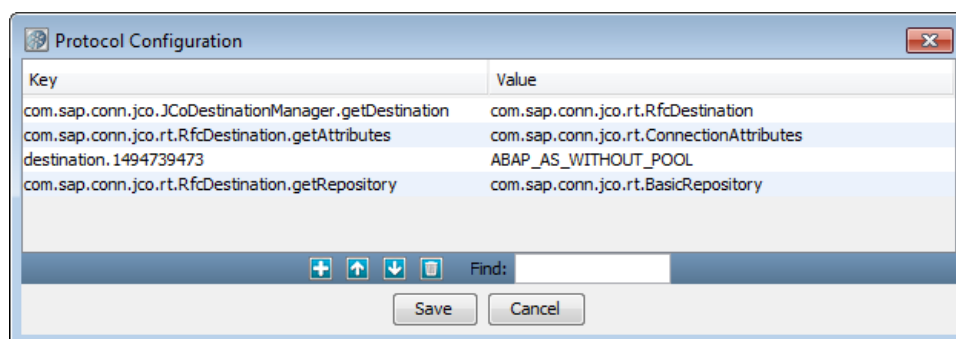 Protocol Configuration
Key Value
com.sap.conn.jco.JCoDestinationManager.getDestination com.sap.conn.jco.rt.RfcDestination
com.sap.conn.jco.rt.RfcDestination.getAttributes com.sap.conn.jco.rt.ConnectionAttributes
destination.1494739473 ABAP_AS_WITHOUT_POOL
com.sap.conn.jco.rt.RfcDestination.getRepository com.sap.conn.jco.rt.BasicRepository
Find:
Save Cancel